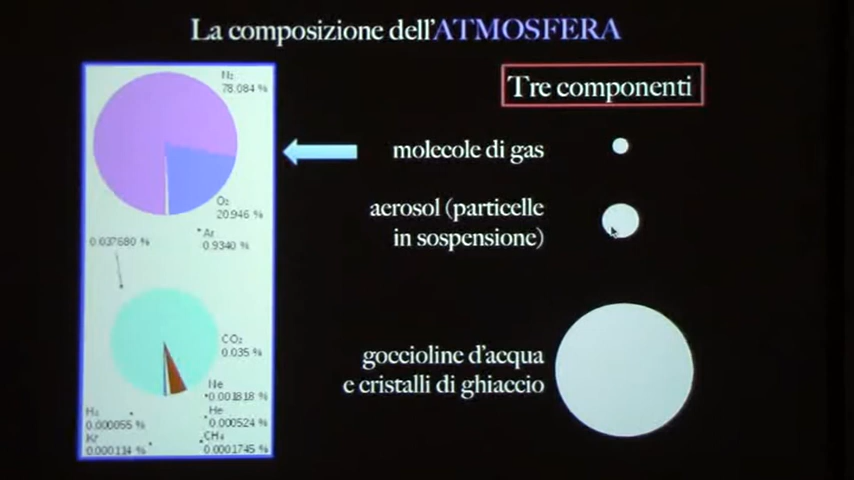 La composizione dell'ATMOSFERA
Tre componenti
molecole di gas
aerosol (particelle
in sospensione)
goccioline d'acqua
e cristalli di ghiaccio
N₂
78.084 %
O₂
20.946 %
Ar
0.9340 %
0.037680 %
CO₂
0.035 %
Ne
0.001818 %
He
0.000524 %
CH₄
0.0001745 %
H₂
0.000055 %
Kr
0.000114 %